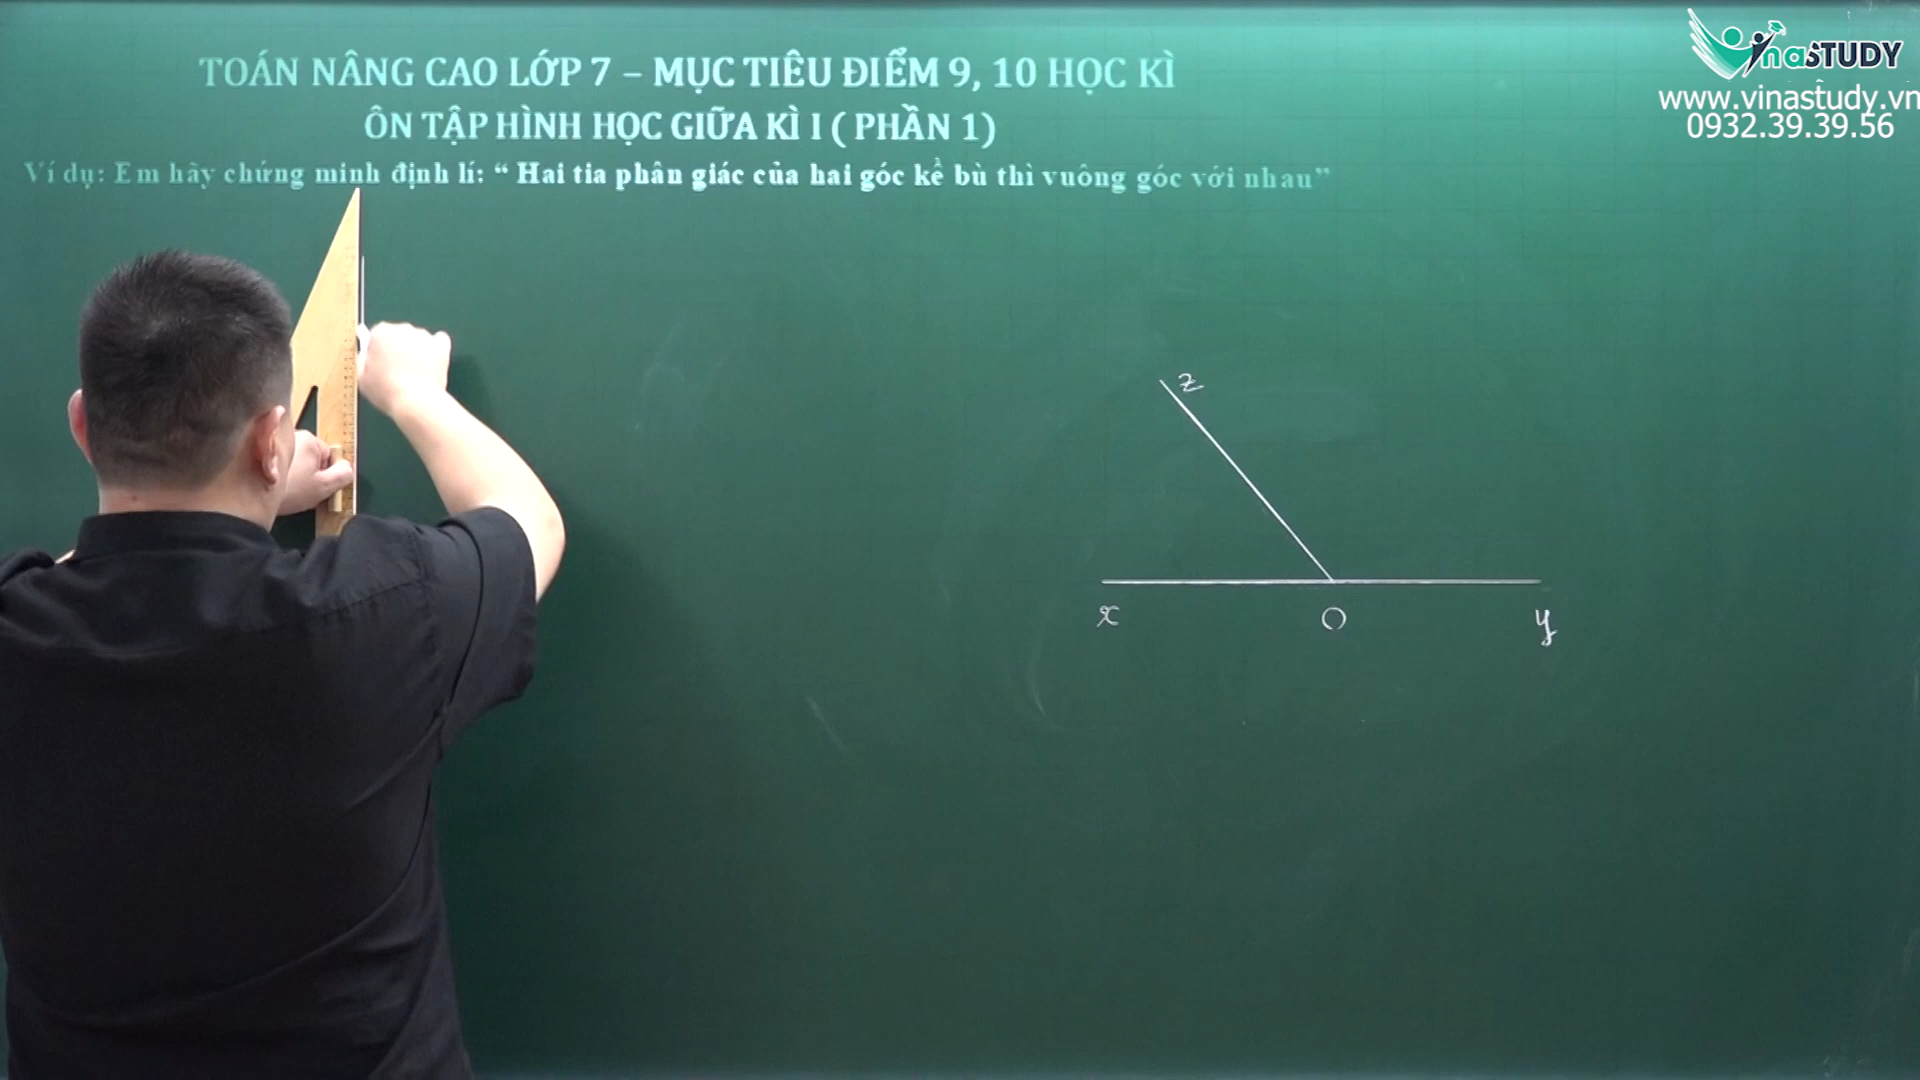 VinaSTUDY
www.vinastudy.vn
0932.39.39.56
TOÁN NÂNG CAO LỚP 7 – MỤC TIÊU ĐIỂM 9, 10 HỌC KÌ
ÔN TẬP HÌNH HỌC GIỮA KÌ I ( PHẦN 1)
Ví dụ: Em hãy chứng minh định lí: “ Hai tia phân giác của hai góc kề bù thì vuông góc với nhau”
z
x O y